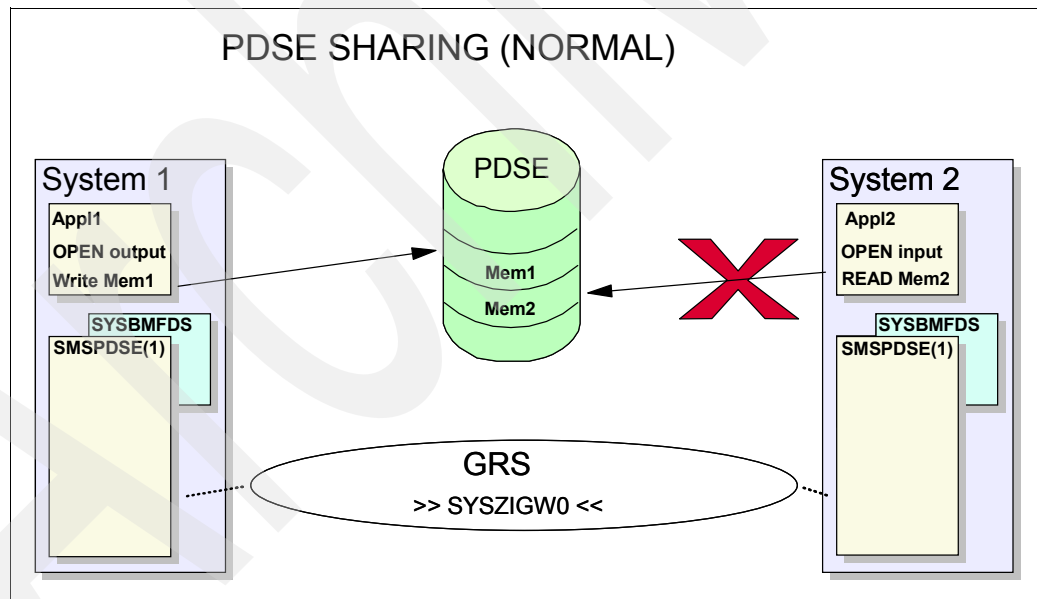 PDSE SHARING (NORMAL)
System 1
Appl1
OPEN output
Write Mem1
SYSBMFDS
SMSPDSE(1)
PDSE
Mem1
Mem2
System 2
Appl2
OPEN input
READ Mem2
SYSBMFDS
SMSPDSE(1)
GRS
>> SYSZIGW0 <<